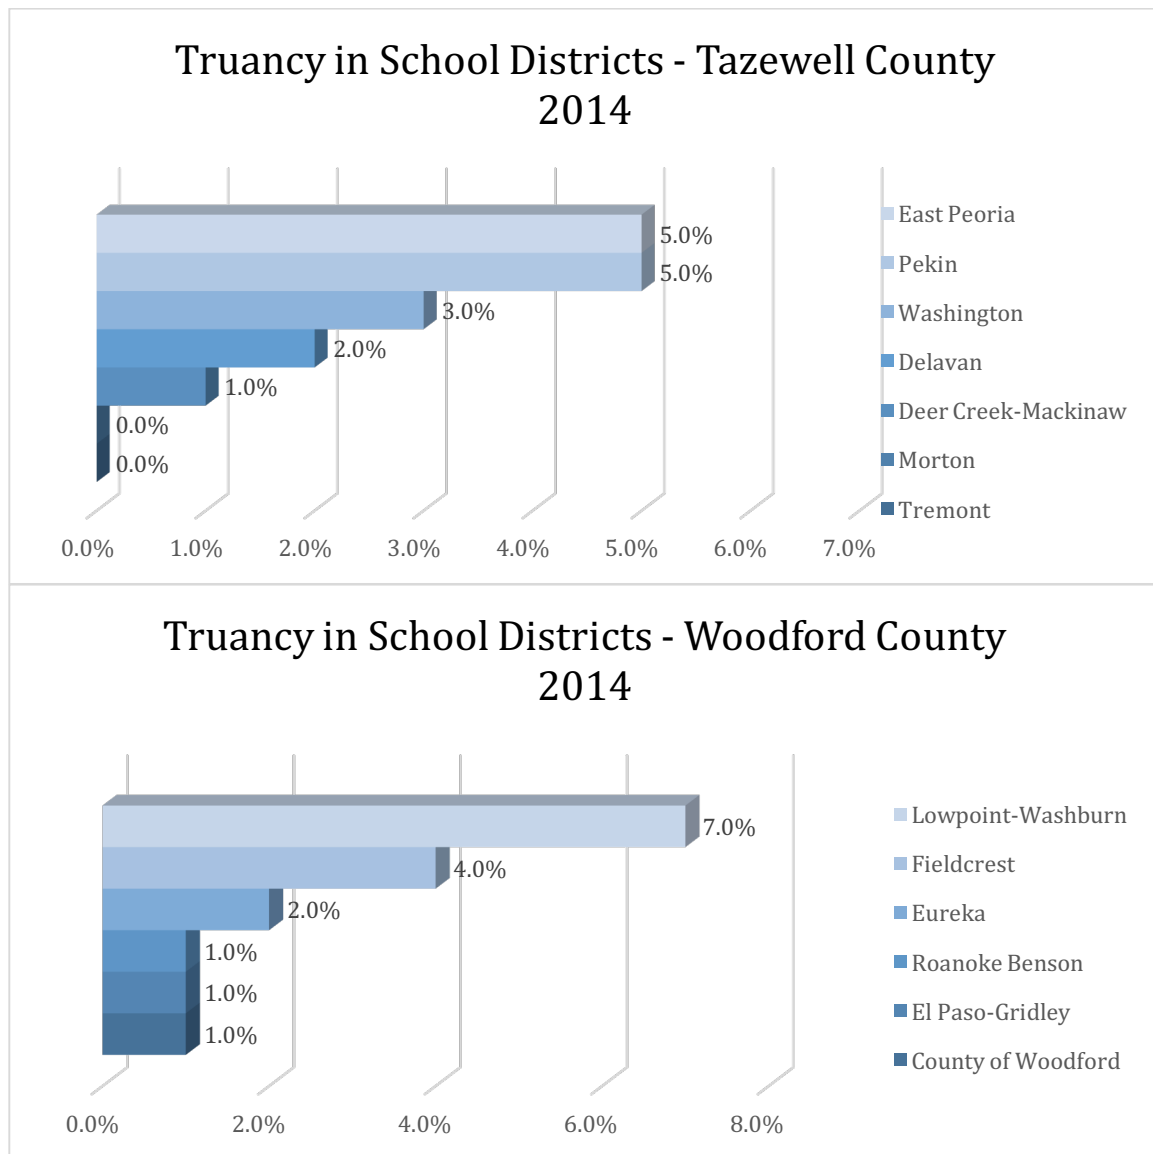 Truancy in School Districts - Tazewell County
2014
5.0%
5.0%
3.0%
2.0%
1.0%
0.0%
0.0%
0.0% 1.0% 2.0% 3.0% 4.0% 5.0% 6.0% 7.0%
East Peoria
Pekin
Washington
Delavan
Deer Creek-Mackinaw
Morton
Tremont
Truancy in School Districts - Woodford County
2014
7.0%
4.0%
2.0%
1.0%
1.0%
1.0%
0.0% 2.0% 4.0% 6.0% 8.0%
Lowpoint-Washburn
Fieldcrest
Eureka
Roanoke Benson
El Paso-Gridley
County of Woodford